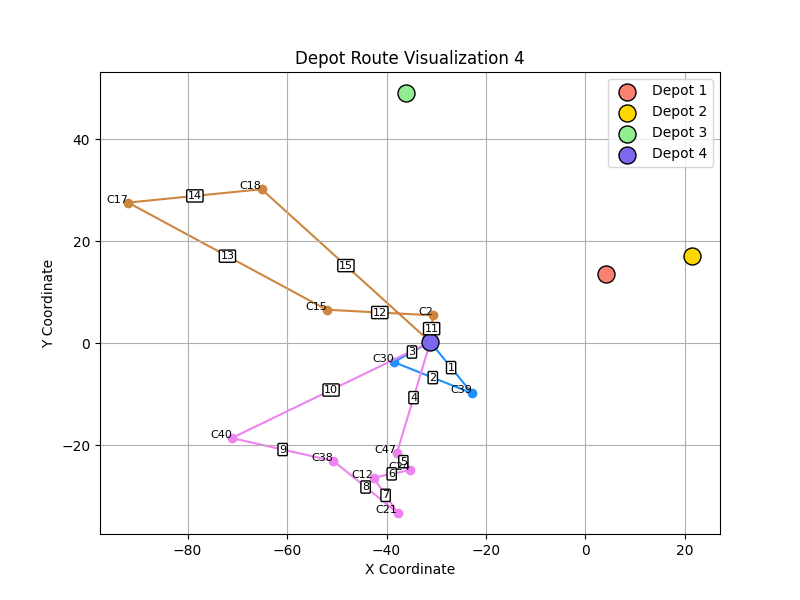 Depot Route Visualization 4
Depot 1
Depot 2
Depot 3
Depot 4
Y Coordinate
40
20
0
−20
C17
14
C18
13
15
C15
12
C2
11
C30
3
1
2
C39
10
4
C40
9
C38
C47
5
C12
6
8
7
C21
−80
−60
−40
−20
0
20
X Coordinate